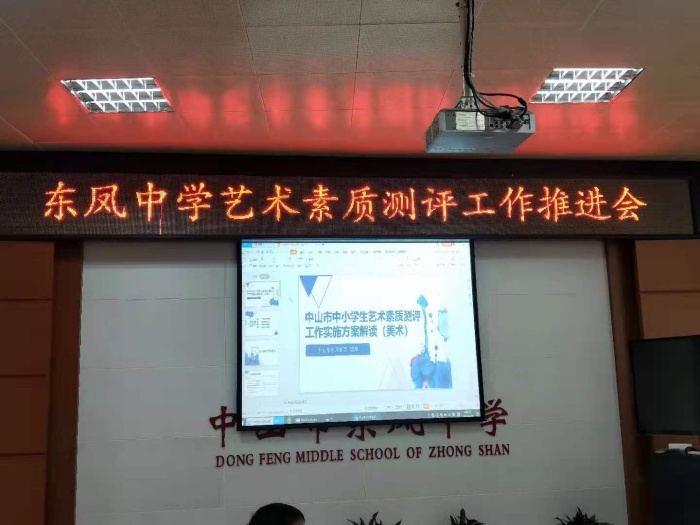 东凤中学艺术素质测评工作推进会
中山市中小学生艺术素质测评
工作实施方案解读（美术）
中山市东凤中学
DONG FENG MIDDLE SCHOOL OF ZHONG SHAN